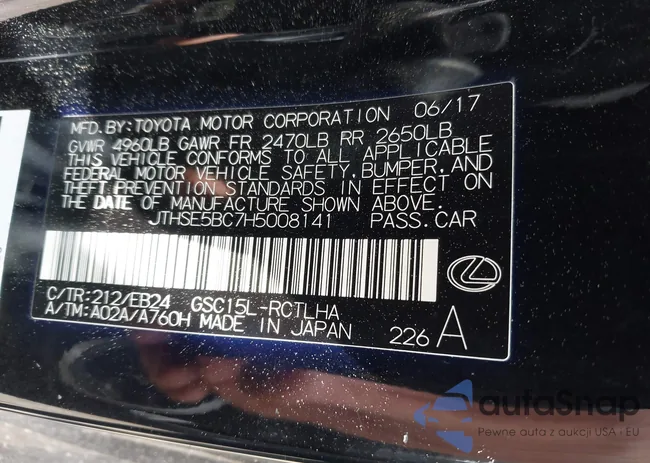 MFD.BY:TOYOTA MOTOR CORPORATION 06/17
GVWR 4960LB GAWR FR 2470LB RR 2650LB
THIS VEHICLE CONFORMS TO ALL APPLICABLE
FEDERAL MOTOR VEHICLE SAFETY,BUMPER,AND
THEFT PREVENTION STANDARDS IN EFFECT ON
THE DATE OF MANUFACTURE SHOWN ABOVE.
JTHSE5BC7H5008141 PASS.CAR
C/TR:212/EB24 GSC15L-RCTLHA
A/TM:A02A/A760H MADE IN JAPAN 226 A
autoSnap
Pewne auta z aukcji USA - EU